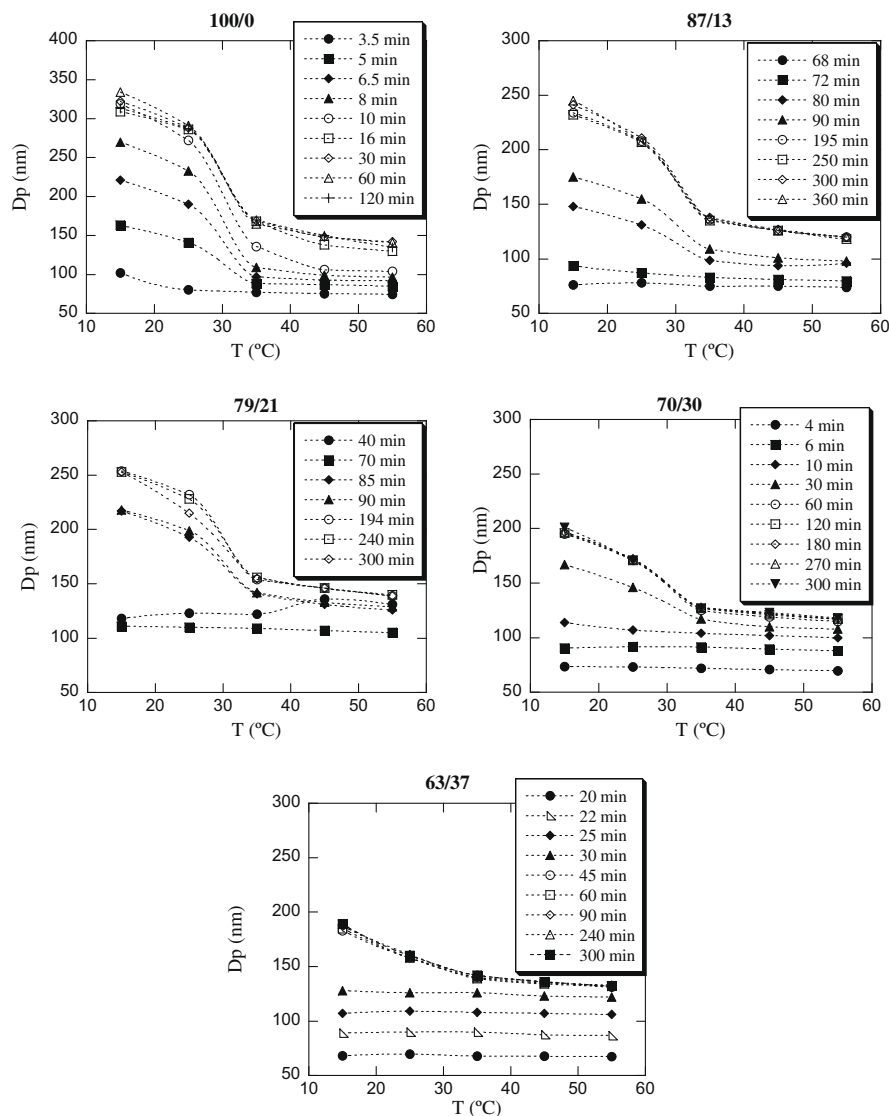 100/0
400
350
300
250
200
150
100
50
Dp (nm)
10 20 30 40 50 60
T (ºC)
3.5 min
5 min
6.5 min
8 min
10 min
16 min
30 min
60 min
120 min
87/13
300
250
200
150
100
50
Dp (nm)
10 20 30 40 50 60
T (ºC)
68 min
72 min
80 min
90 min
195 min
250 min
300 min
360 min
79/21
300
250
200
150
100
50
Dp (nm)
10 20 30 40 50 60
T (ºC)
40 min
70 min
85 min
90 min
194 min
240 min
300 min
70/30
300
250
200
150
100
50
Dp (nm)
10 20 30 40 50 60
T (ºC)
4 min
6 min
10 min
30 min
60 min
120 min
180 min
270 min
300 min
63/37
300
250
200
150
100
50
Dp (nm)
10 20 30 40 50 60
T (ºC)
20 min
22 min
25 min
30 min
45 min
60 min
90 min
240 min
300 min